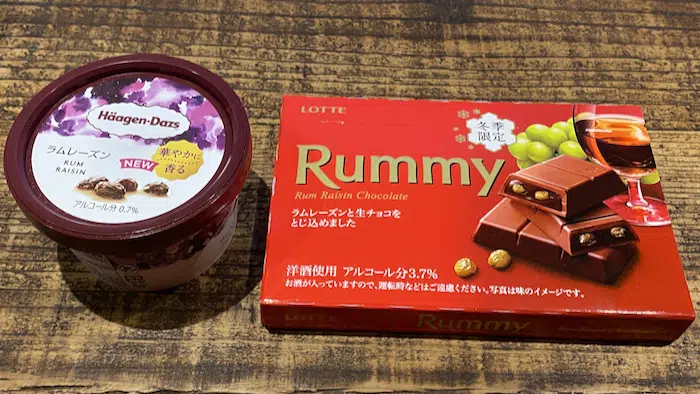 Häagen-Dazs
ラムレーズン
RUM
RAISIN
NEW
華やかに
香る
アルコール分 0.7%
LOTTE
冬季
限定
Rummy
Rum Raisin Chocolate
ラムレーズンと生チョコを
とじ込めました
洋酒使用 アルコール分3.7%
お酒が入っていますので、運転時などはご遠慮ください。写真は味のイメージです。
Rummy